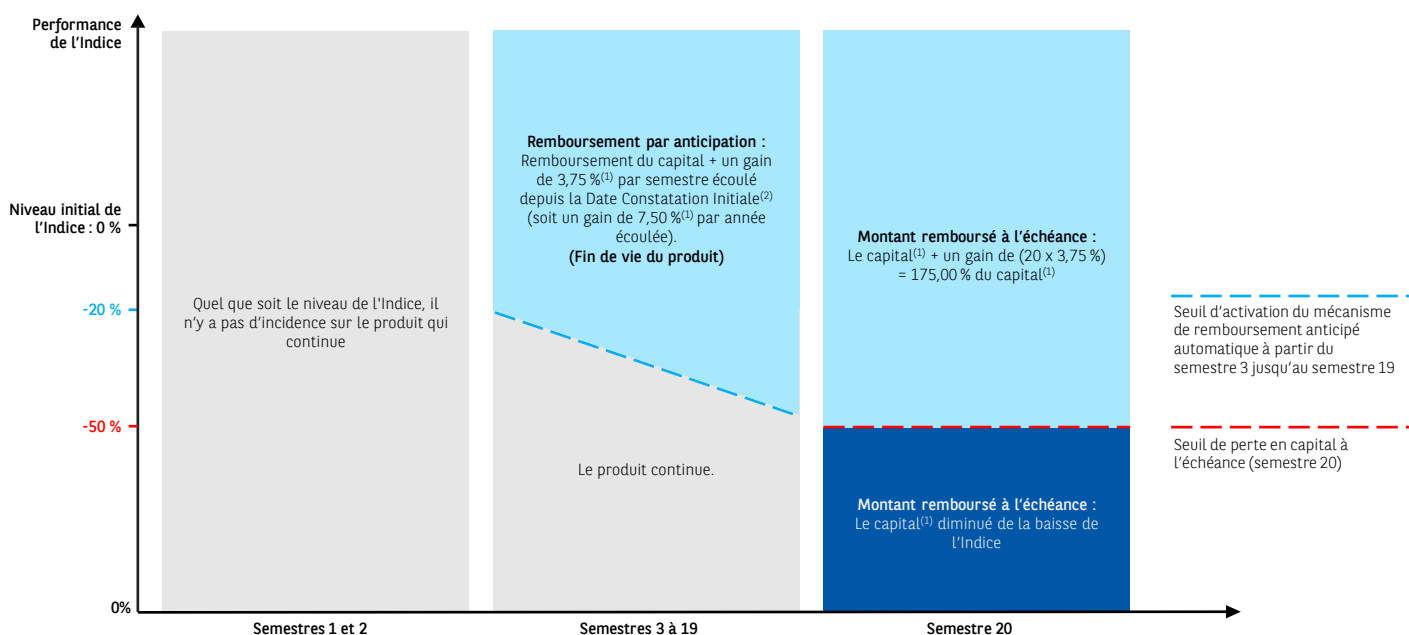 Performance
de l'Indice
Niveau initial de
l'Indice : 0 %
-20 %
-50 %
0%
Quel que soit le niveau de l'Indice, il
n'y a pas d'incidence sur le produit qui
continue
Semestres 1 et 2
Remboursement par anticipation :
Remboursement du capital + un gain
de 3,75 %⁽¹⁾ par semestre écoulé
depuis la Date Constatation Initiale⁽²⁾
(soit un gain de 7,50 %⁽¹⁾ par année
écoulée).
(Fin de vie du produit)
Le produit continue.
Semestres 3 à 19
Montant remboursé à l'échéance :
Le capital⁽¹⁾ + un gain de (20 x 3,75 %)
= 175,00 % du capital⁽¹⁾
Montant remboursé à l'échéance :
Le capital⁽¹⁾ diminué de la baisse de
l'Indice
Semestre 20
Seuil d'activation du mécanisme
de remboursement anticipé
automatique à partir du
semestre 3 jusqu'au semestre 19
Seuil de perte en capital à
l'échéance (semestre 20)